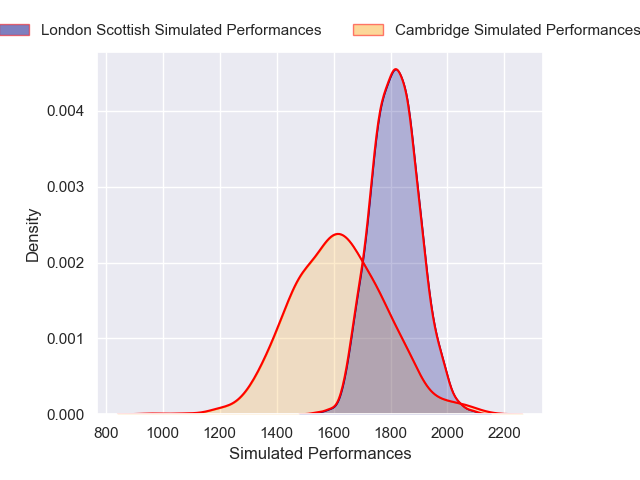 London Scottish Simulated Performances
Cambridge Simulated Performances
0.004
0.003
0.002
0.001
0.000
Density
800 1000 1200 1400 1600 1800 2000 2200
Simulated Performances